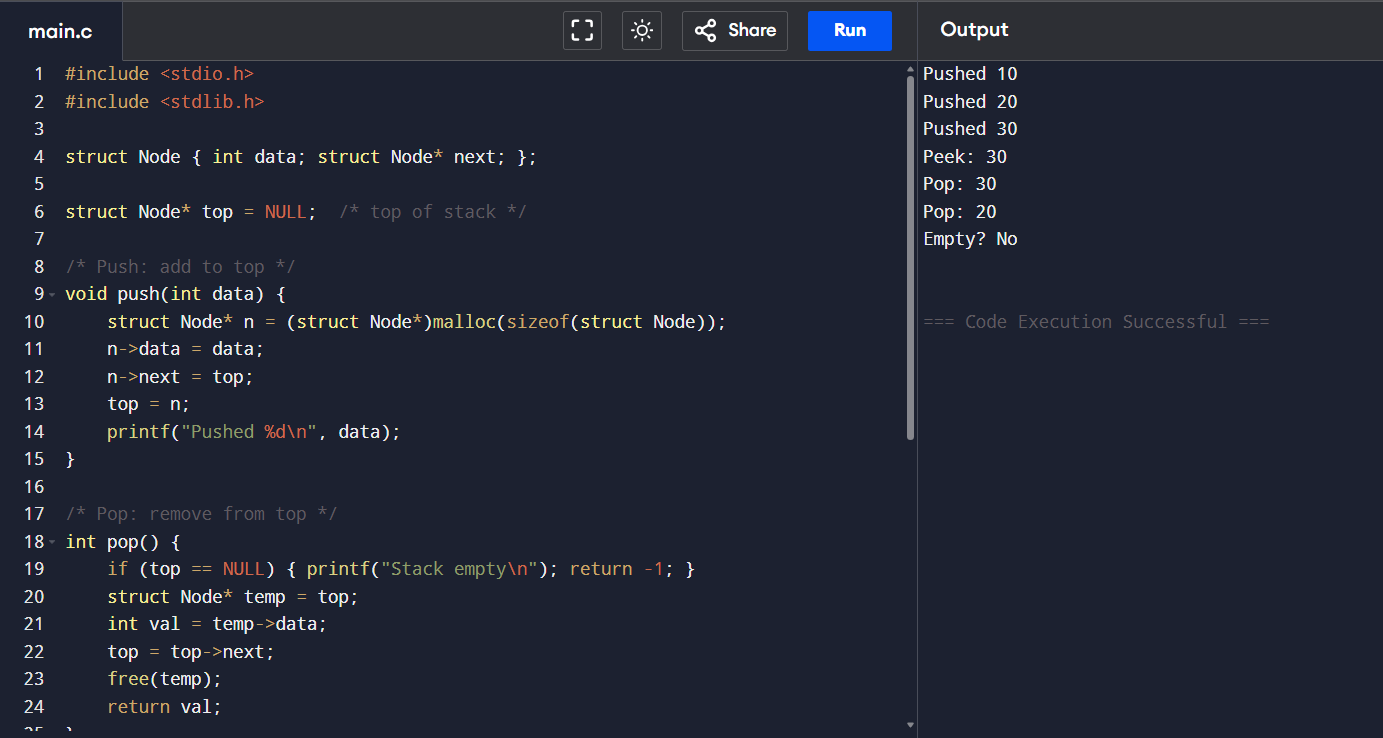 main.c
Share
Run
Output
1 #include <stdio.h>
2 #include <stdlib.h>
3
4 struct Node { int data; struct Node* next; };
5
6 struct Node* top = NULL;  /* top of stack */
7
8 /* Push: add to top */
9 void push(int data) {
10     struct Node* n = (struct Node*)malloc(sizeof(struct Node));
11     n->data = data;
12     n->next = top;
13     top = n;
14     printf("Pushed %d\n", data);
15 }
16
17 /* Pop: remove from top */
18 int pop() {
19     if (top == NULL) { printf("Stack empty\n"); return -1; }
20     struct Node* temp = top;
21     int val = temp->data;
22     top = top->next;
23     free(temp);
24     return val;
Pushed 10
Pushed 20
Pushed 30
Peek: 30
Pop: 30
Pop: 20
Empty? No
=== Code Execution Successful ===